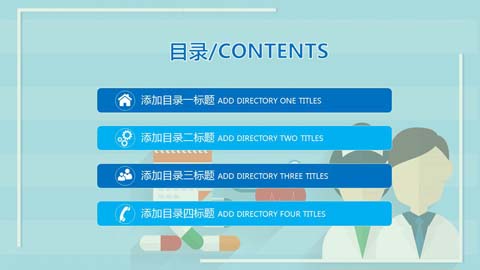 目录/CONTENTS
添加目录一标题 ADD DIRECTORY ONE TITLES
添加目录二标题 ADD DIRECTORY TWO TITLES
添加目录三标题 ADD DIRECTORY THREE TITLES
添加目录四标题 ADD DIRECTORY FOUR TITLES